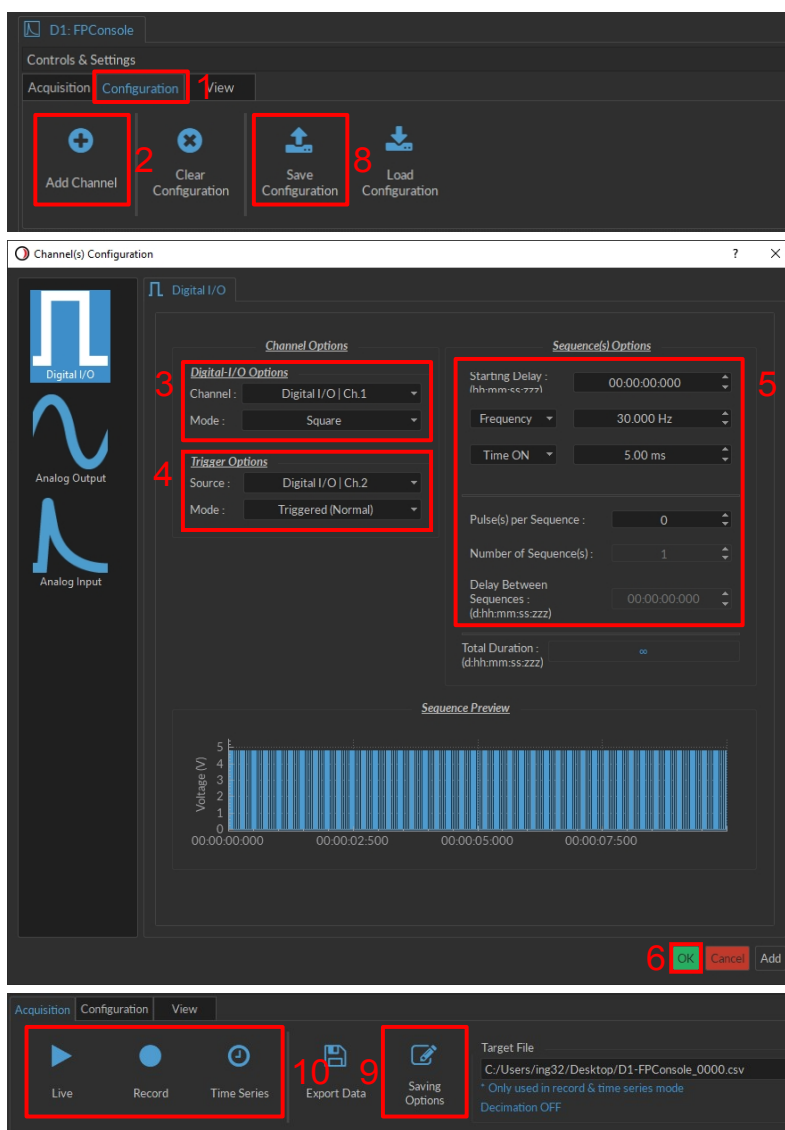 D1: FPConsole
Controls & Settings
Acquisition Configuration 1 View
Add Channel
2
Clear
Configuration
Save
Configuration
8
Load
Configuration
Channel(s) Configuration ? ×
Digital I/O
Analog Output
Analog Input
Digital I/O
Channel Options
3
Digital-I/O Options
Channel : Digital I/O | Ch.1
Mode : Square
4
Trigger Options
Source : Digital I/O | Ch.2
Mode : Triggered (Normal)
Sequence(s) Options
5
Starting Delay :
(hh:mm:ss:zzz)
00:00:00:000
Frequency 30.000 Hz
Time ON 5.00 ms
Pulse(s) per Sequence : 0
Number of Sequence(s) : 1
Delay Between
Sequences :
(d:hh:mm:ss:zzz)
00:00:00:000
Total Duration :
(d:hh:mm:ss:zzz)
∞
Sequence Preview
Voltage (V)
5
4
3
2
1
0
00:00:00:000 00:00:02:500 00:00:05:000 00:00:07:500
6 OK Cancel Add
Acquisition Configuration View
Live Record Time Series
10
Export Data
9
Saving
Options
Target File
C:/Users/ing32/Desktop/D1-FPConsole_0000.csv
* Only used in record & time series mode
Decimation OFF